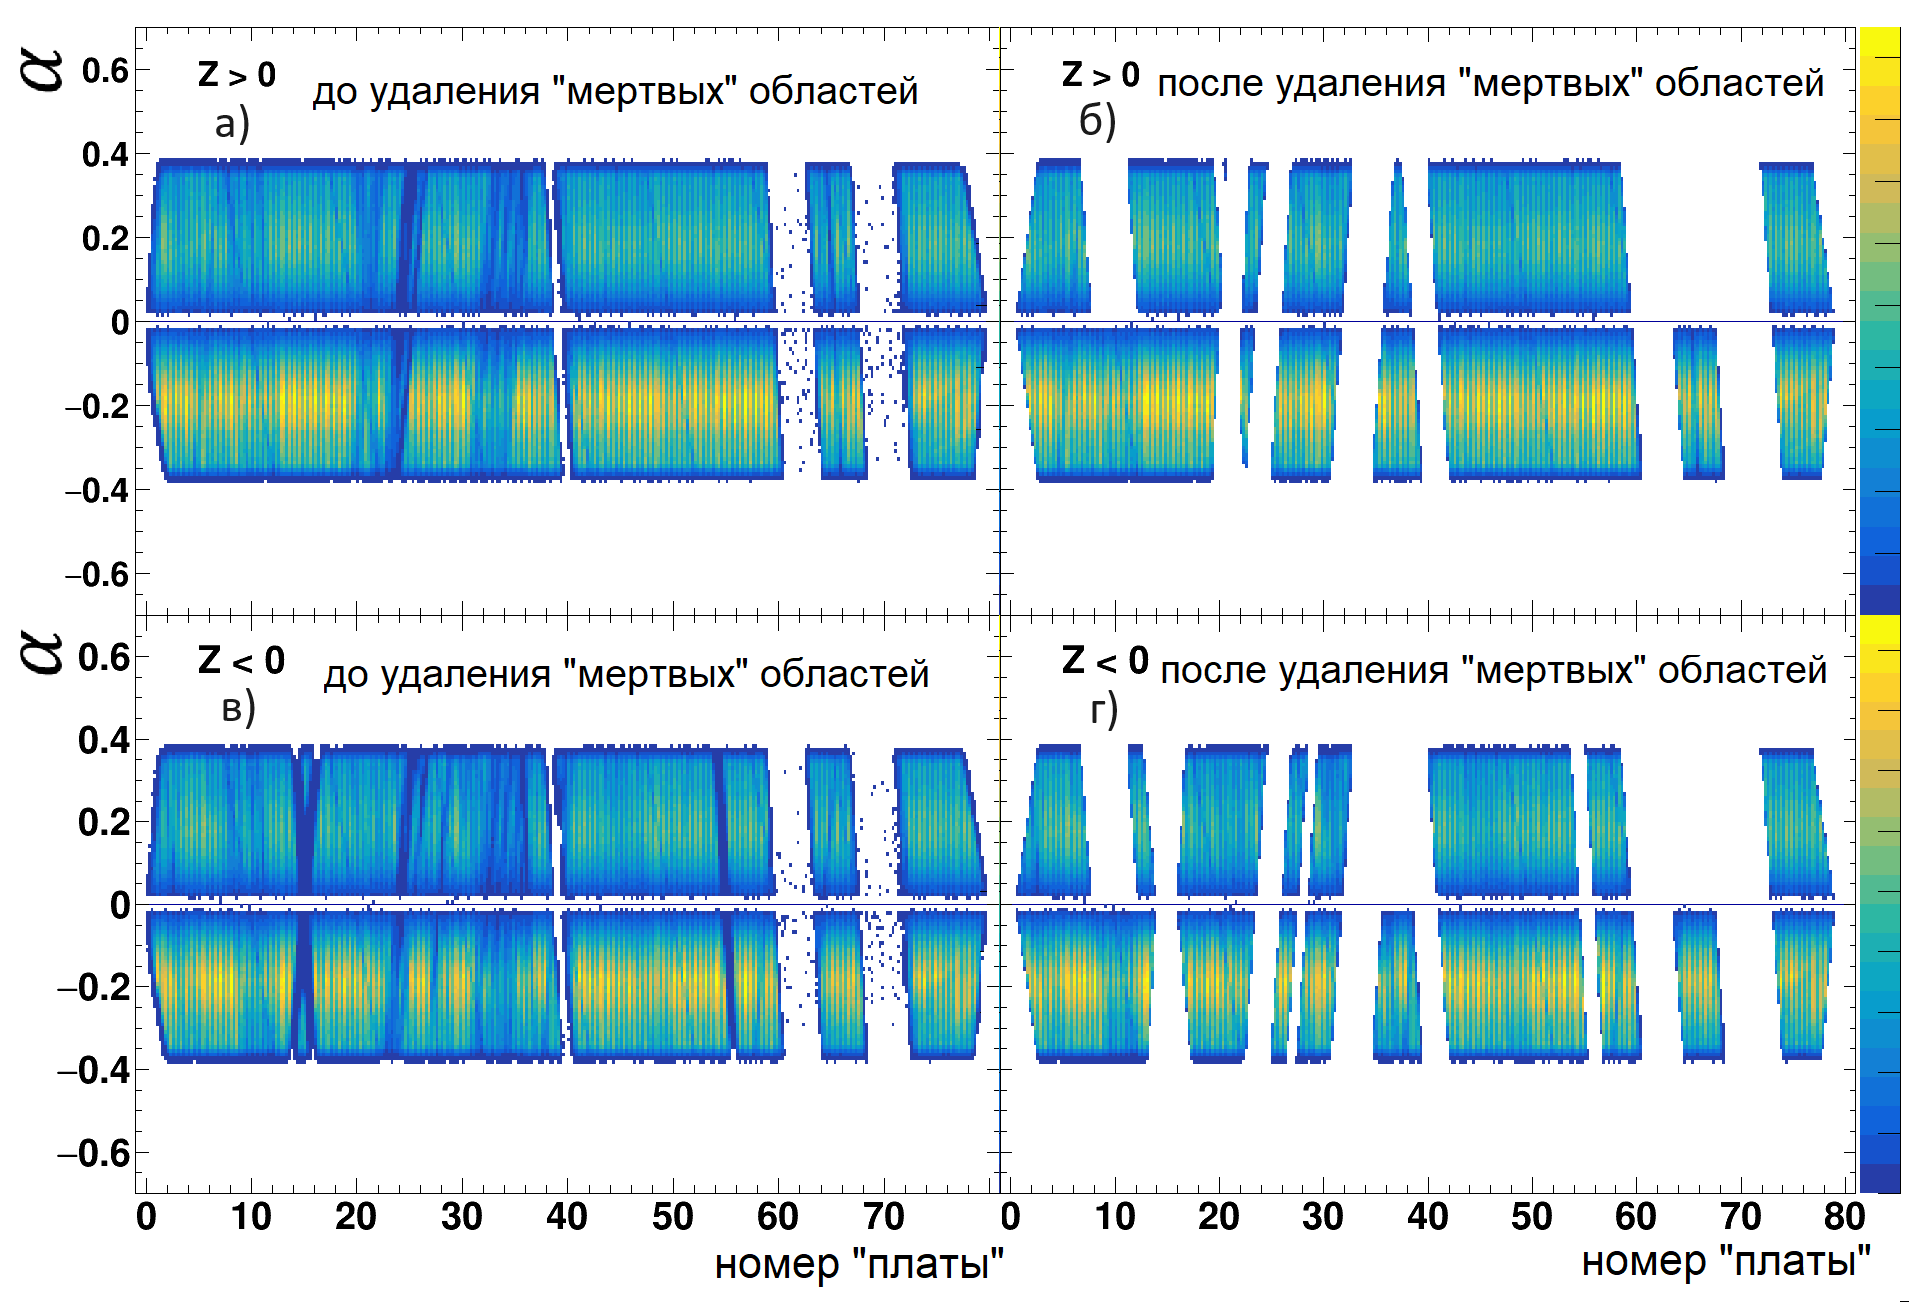 α
Z > 0 до удаления "мертвых" областей
а)
0.6
0.4
0.2
0
−0.2
−0.4
−0.6
Z > 0 после удаления "мертвых" областей
б)
α
Z < 0 до удаления "мертвых" областей
в)
0.6
0.4
0.2
0
−0.2
−0.4
−0.6
0 10 20 30 40 50 60 70
номер "платы"
Z < 0 после удаления "мертвых" областей
г)
0 10 20 30 40 50 60 70 80
номер "платы"